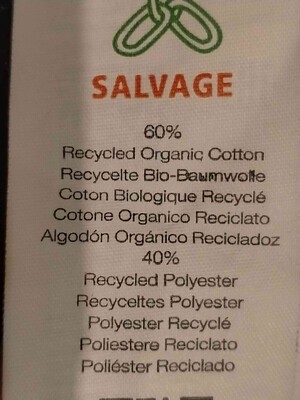 SALVAGE
60%
Recycled Organic Cotton
Recycelte Bio-Baumwolle
Coton Biologique Recyclé
Cotone Organico Reciclato
Algodón Orgánico Recicladoz
40%
Recycled Polyester
Recyceltes Polyester
Polyester Recyclé
Poliestere Reciclato
Poliéster Reciclado